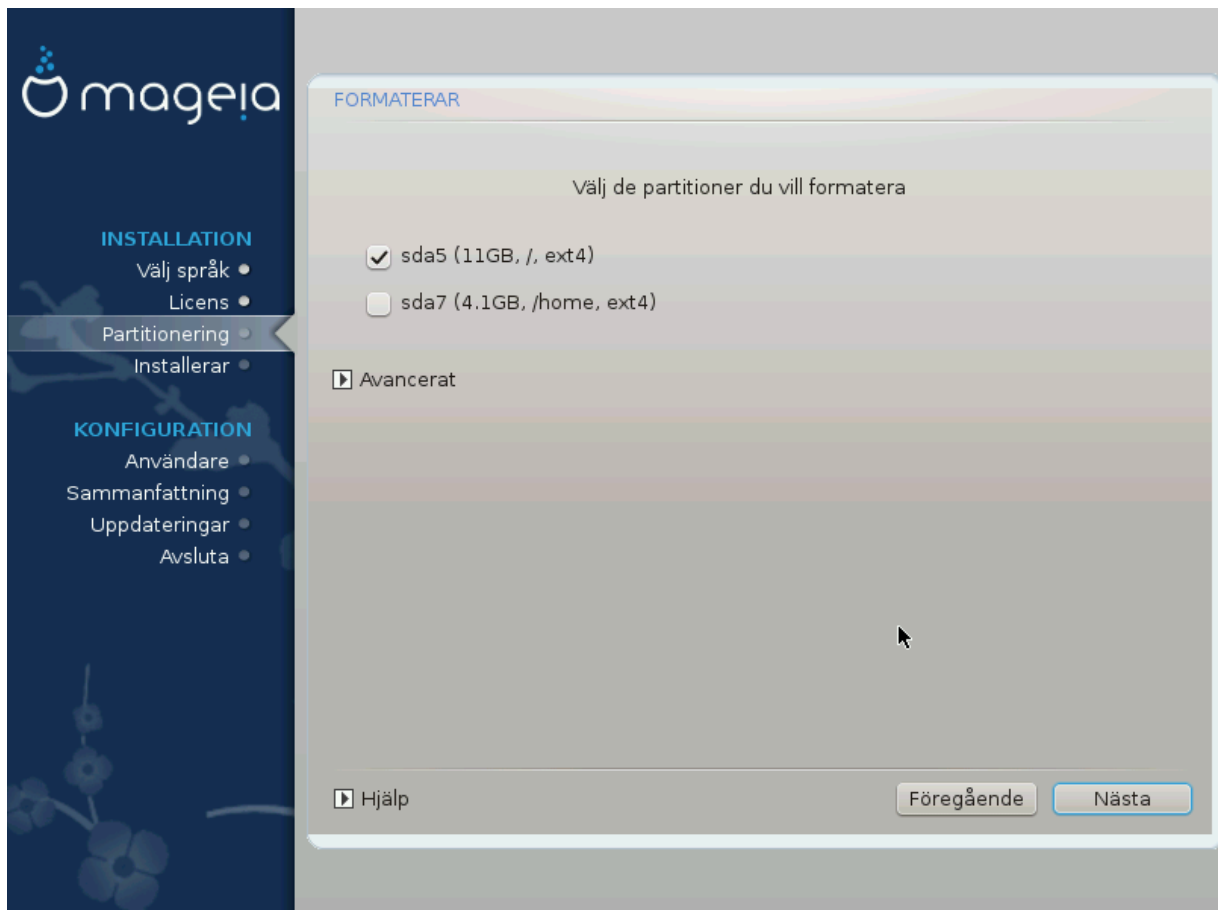 mageia
INSTALLATION
Välj språk
Licens
Partitionering
Installerar
KONFIGURATION
Användare
Sammanfattning
Uppdateringar
Avsluta
FORMATERAR
Välj de partitioner du vill formatera
sda5 (11GB, /, ext4)
sda7 (4.1GB, /home, ext4)
Avancerat
Hjälp
Föregående
Nästa